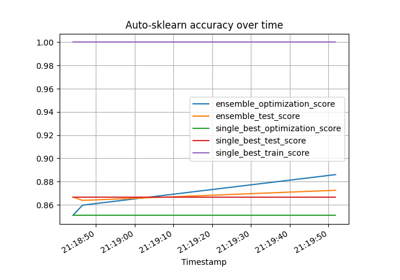 Auto-sklearn accuracy over time
1.00
0.98
0.96
0.94
0.92
0.90
0.88
0.86
ensemble_optimization_score
ensemble_test_score
single_best_optimization_score
single_best_test_score
single_best_train_score
21:18:50
21:19:00
21:19:10
21:19:20
21:19:30
21:19:40
21:19:50
Timestamp